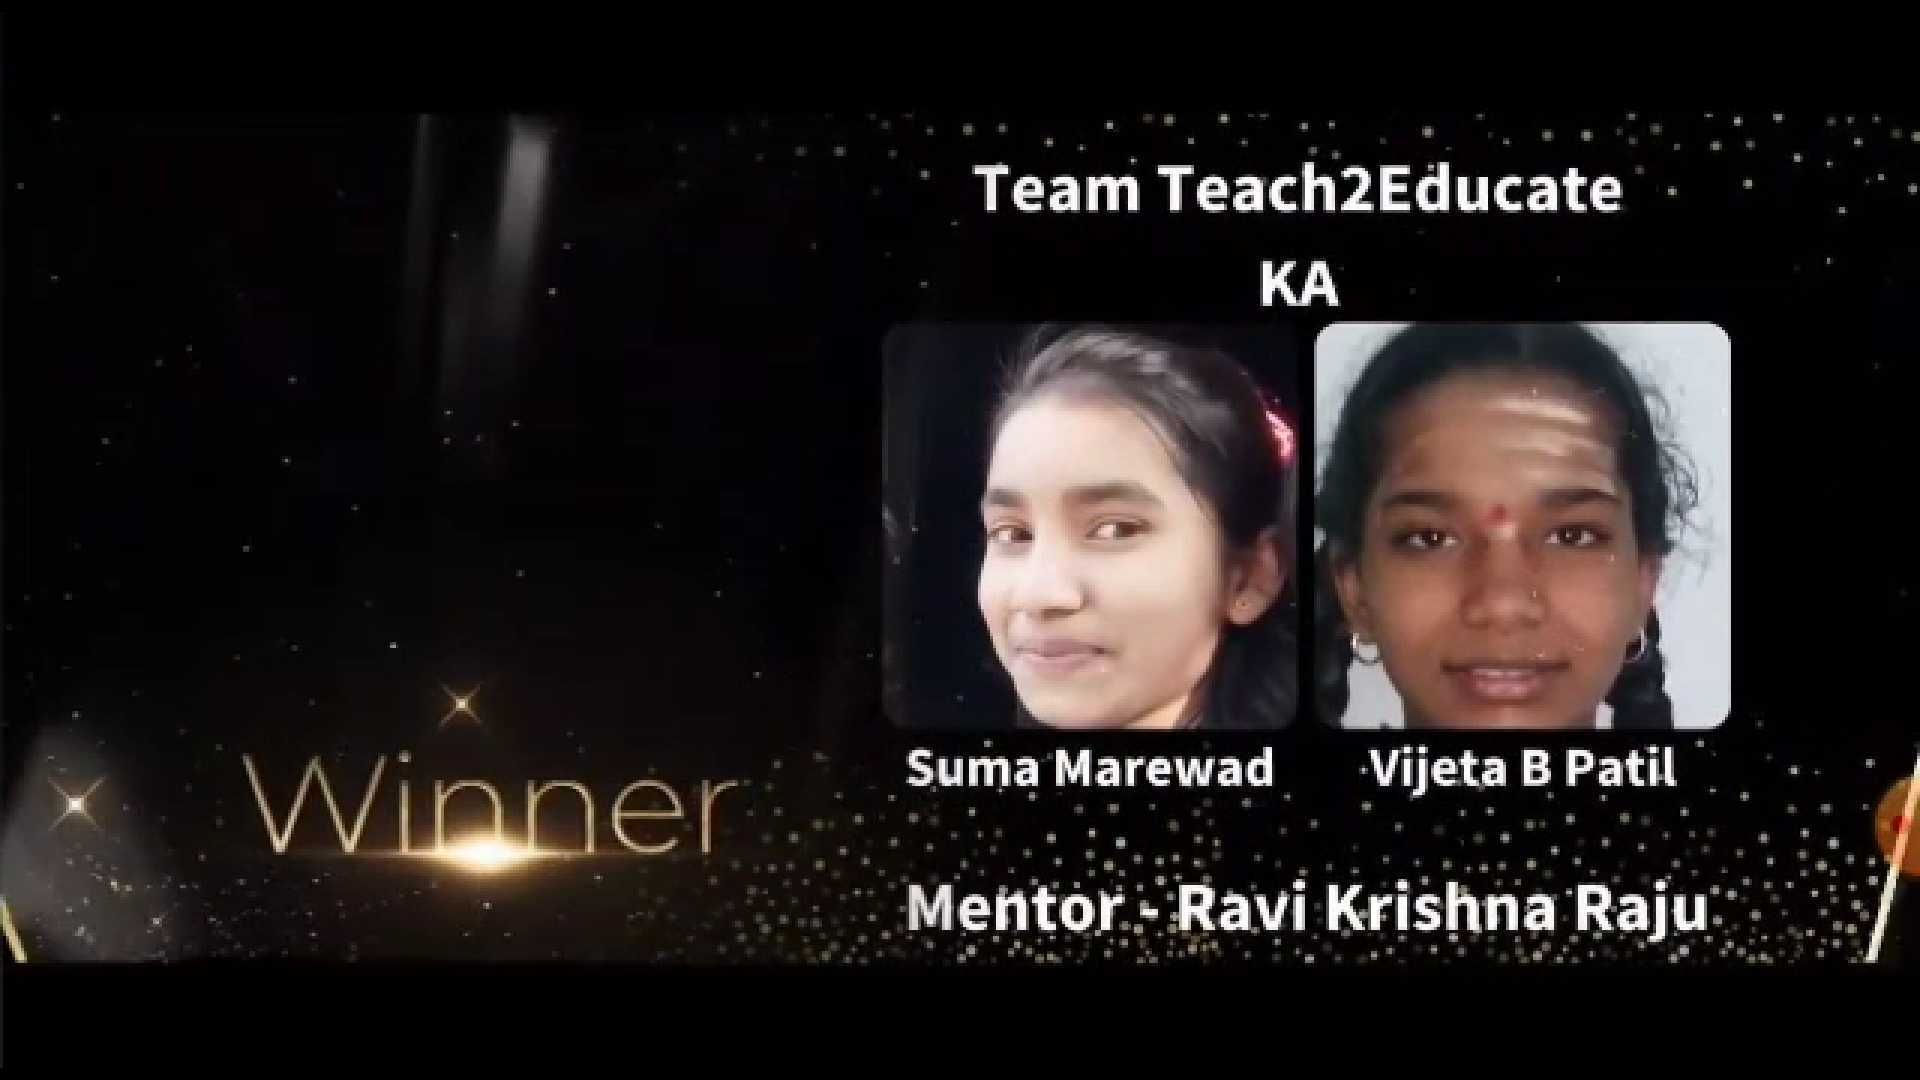 Team Teach2Educate
KA
Suma Marewad
Vijeta B Patil
Winner
Mentor - Ravi Krishna Raju